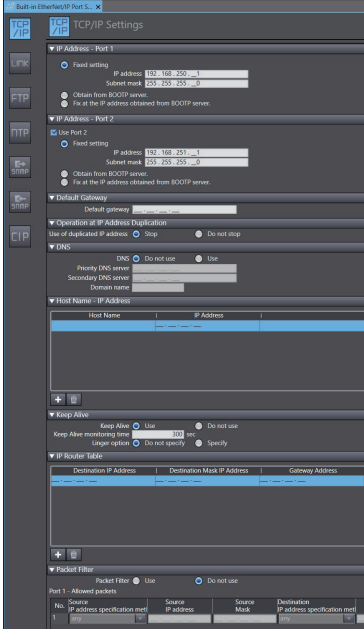 Built-in EtherNet/IP Port S... x
TCP/IP
TCP/IP
TCP/IP Settings
LINK
FTP
NTP
SNMP
SNMP
CIP
▼ IP Address - Port 1
Fixed setting
IP address 192 . 168 . 250 . __1
Subnet mask 255 . 255 . 255 . __0
Obtain from BOOTP server.
Fix at the IP address obtained from BOOTP server.
▼ IP Address - Port 2
Use Port 2
Fixed setting
IP address 192 . 168 . 251 . __1
Subnet mask 255 . 255 . 255 . __0
Obtain from BOOTP server.
Fix at the IP address obtained from BOOTP server.
▼ Default Gateway
Default gateway
▼ Operation at IP Address Duplication
Use of duplicated IP address Stop Do not stop
▼ DNS
DNS Do not use Use
Priority DNS server
Secondary DNS server
Domain name
▼ Host Name - IP Address
Host Name | IP Address |
▼ Keep Alive
Keep Alive Use Do not use
Keep Alive monitoring time 300 sec
Linger option Do not specify Specify
▼ IP Router Table
Destination IP Address | Destination Mask IP Address | Gateway Address
▼ Packet Filter
Packet Filter Use Do not use
Port 1 - Allowed packets
No. Source IP address specification met Source IP address Source Mask Destination IP address specification met
1 any any